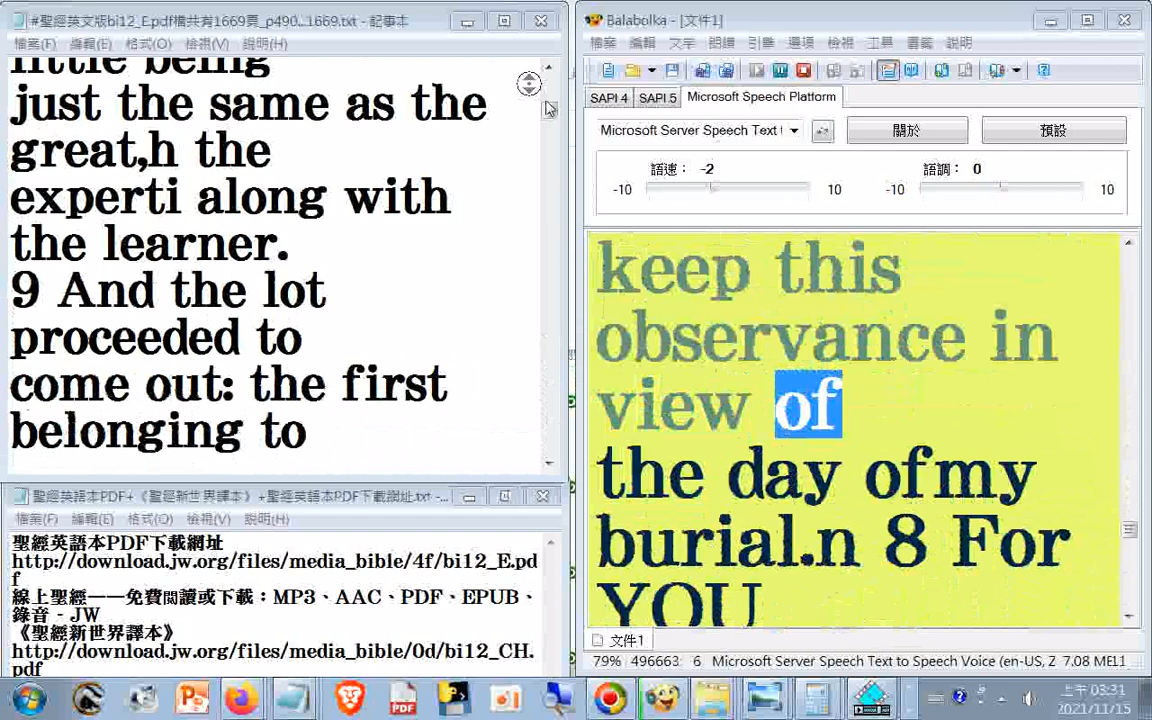 #聖經英文版bi12_E.pdf檔共有1669頁_p490...1669.txt - 記事本
檔案(F) 編輯(E) 格式(O) 檢視(V) 說明(H)
little being
just the same as the
great,h the
experti along with
the learner.
9 And the lot
proceeded to
come out: the first
belonging to
聖經英語本PDF+《聖經新世界譯本》+聖經英語本PDF下載網址.txt -...
檔案(F) 編輯(E) 格式(O) 檢視(V) 說明(H)
聖經英語本PDF下載網址
http://download.jw.org/files/media_bible/4f/bi12_E.pd
f
線上聖經——免費閱讀或下載：MP3、AAC、PDF、EPUB、
錄音 - JW
《聖經新世界譯本》
http://download.jw.org/files/media_bible/0d/bi12_CH.
pdf
Balabolka - [文件1]
檔案 編輯 文字 朗讀 引擎 選項 檢視 工具 書籤 說明
SAPI 4 SAPI 5 Microsoft Speech Platform
Microsoft Server Speech Text 關於 預設
語速： -2 語調： 0
-10 10 -10 10
keep this
observance in
view of
the day of my
burial.n 8 For
YOU
文件1
79% 496663: 6 Microsoft Server Speech Text to Speech Voice (en-US, Z 7.08 ME11
PDF
上午 03:31
2021/11/15